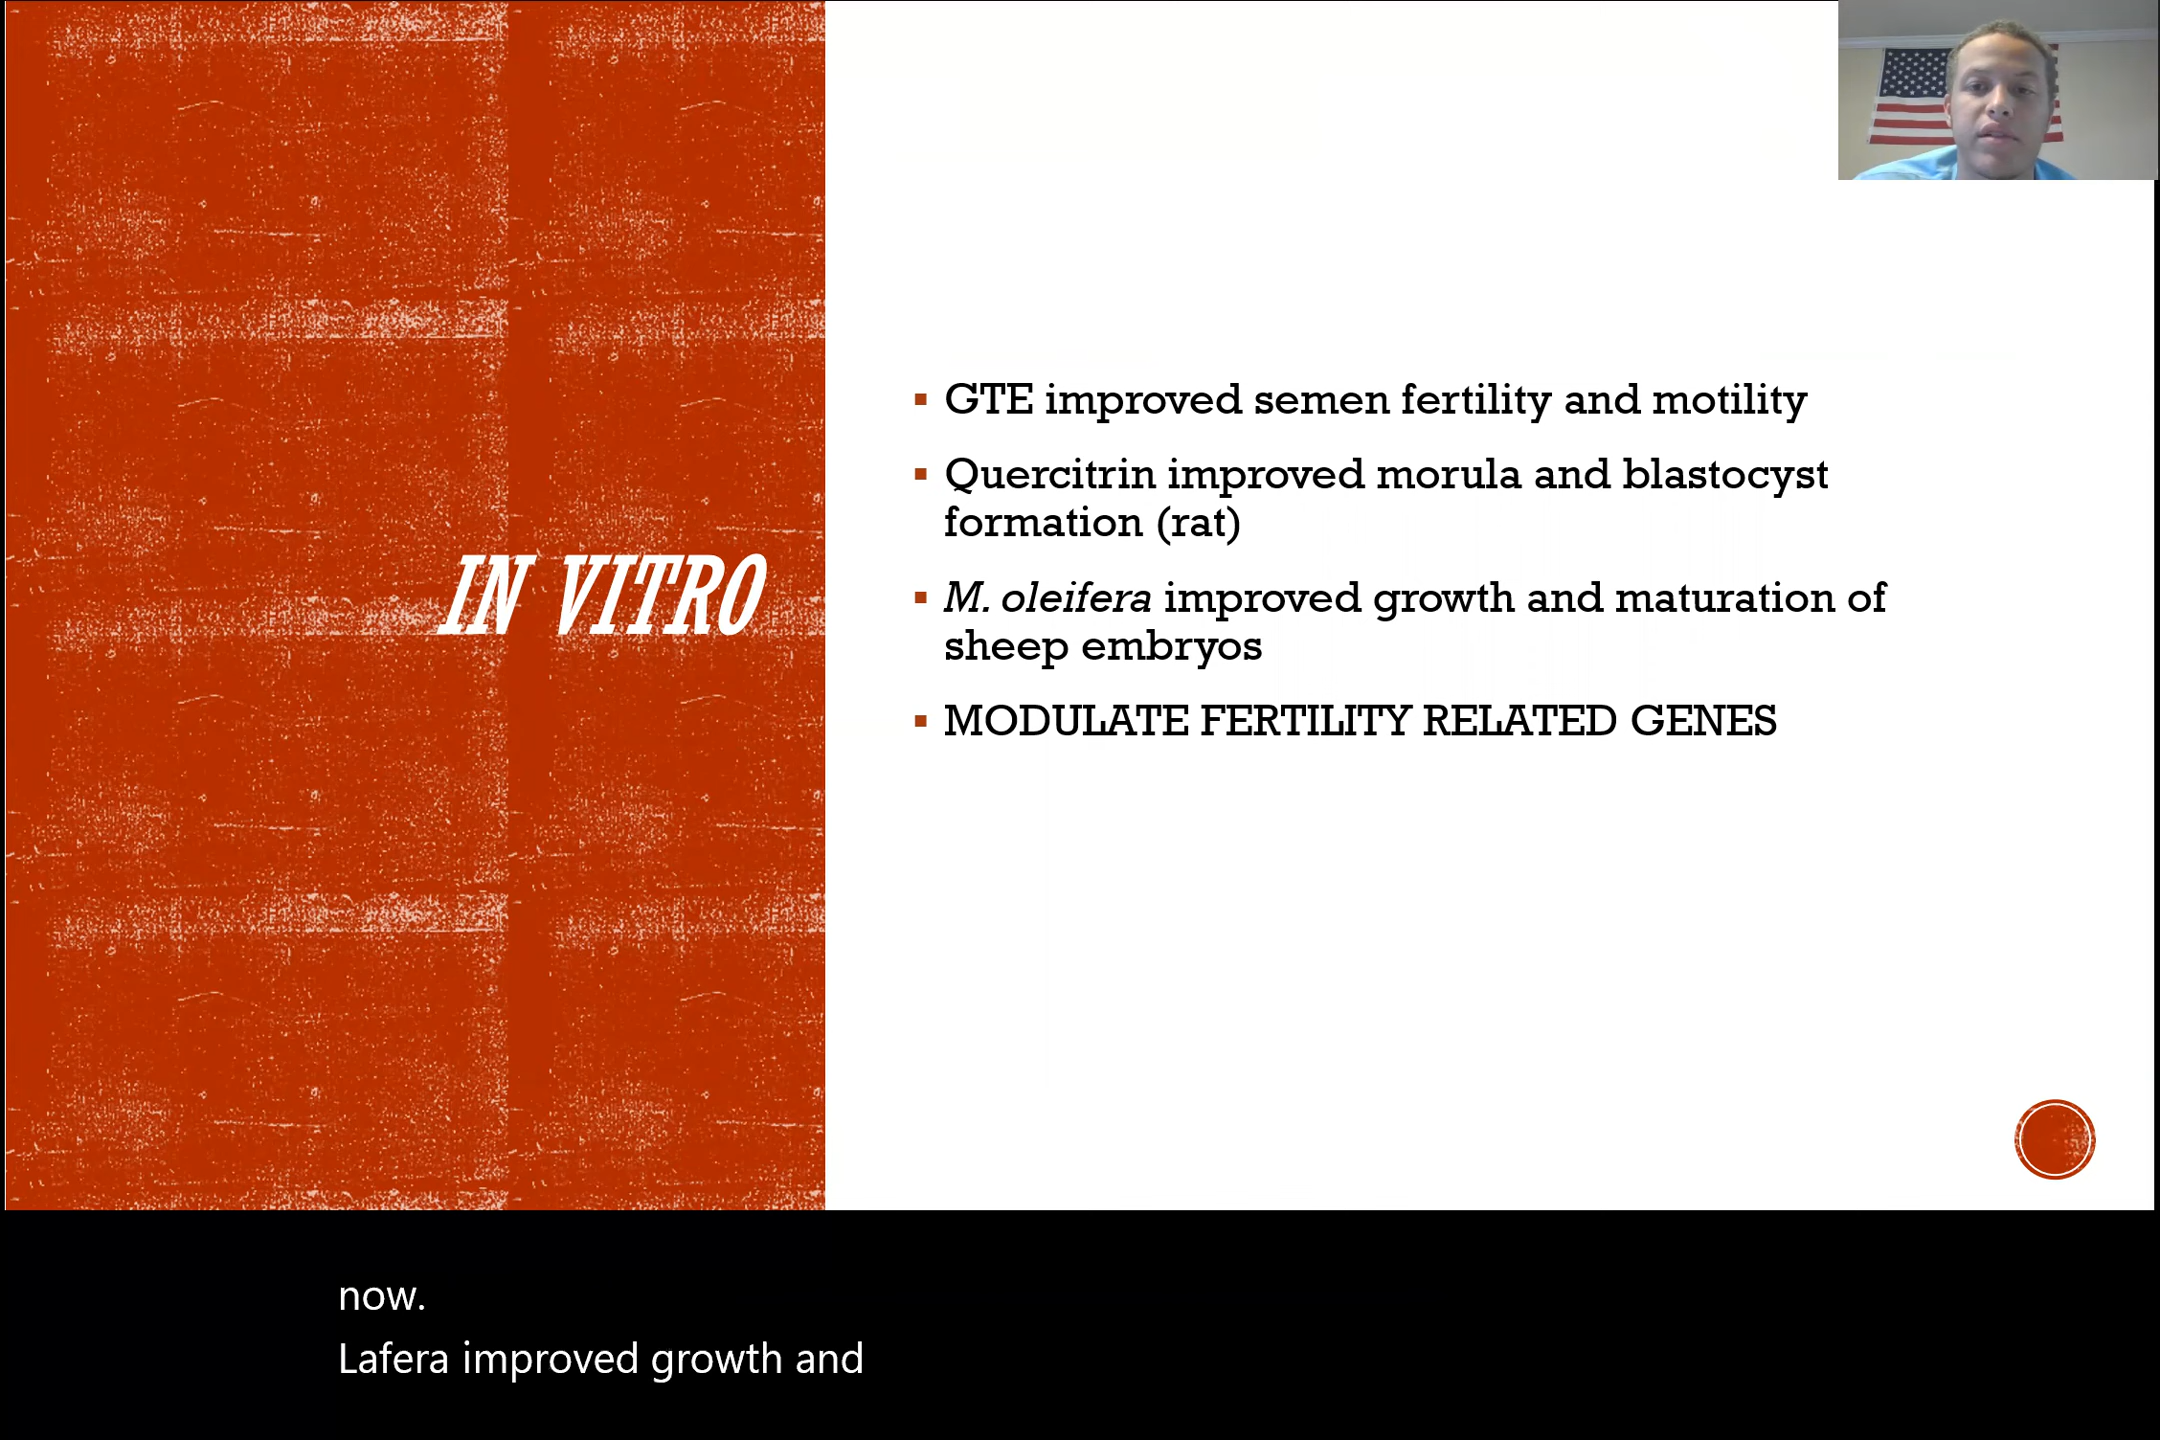 IN VITRO
GTE improved semen fertility and motility
Quercitrin improved morula and blastocyst
formation (rat)
M. oleifera improved growth and maturation of
sheep embryos
MODULATE FERTILITY RELATED GENES
now.
Lafera improved growth and